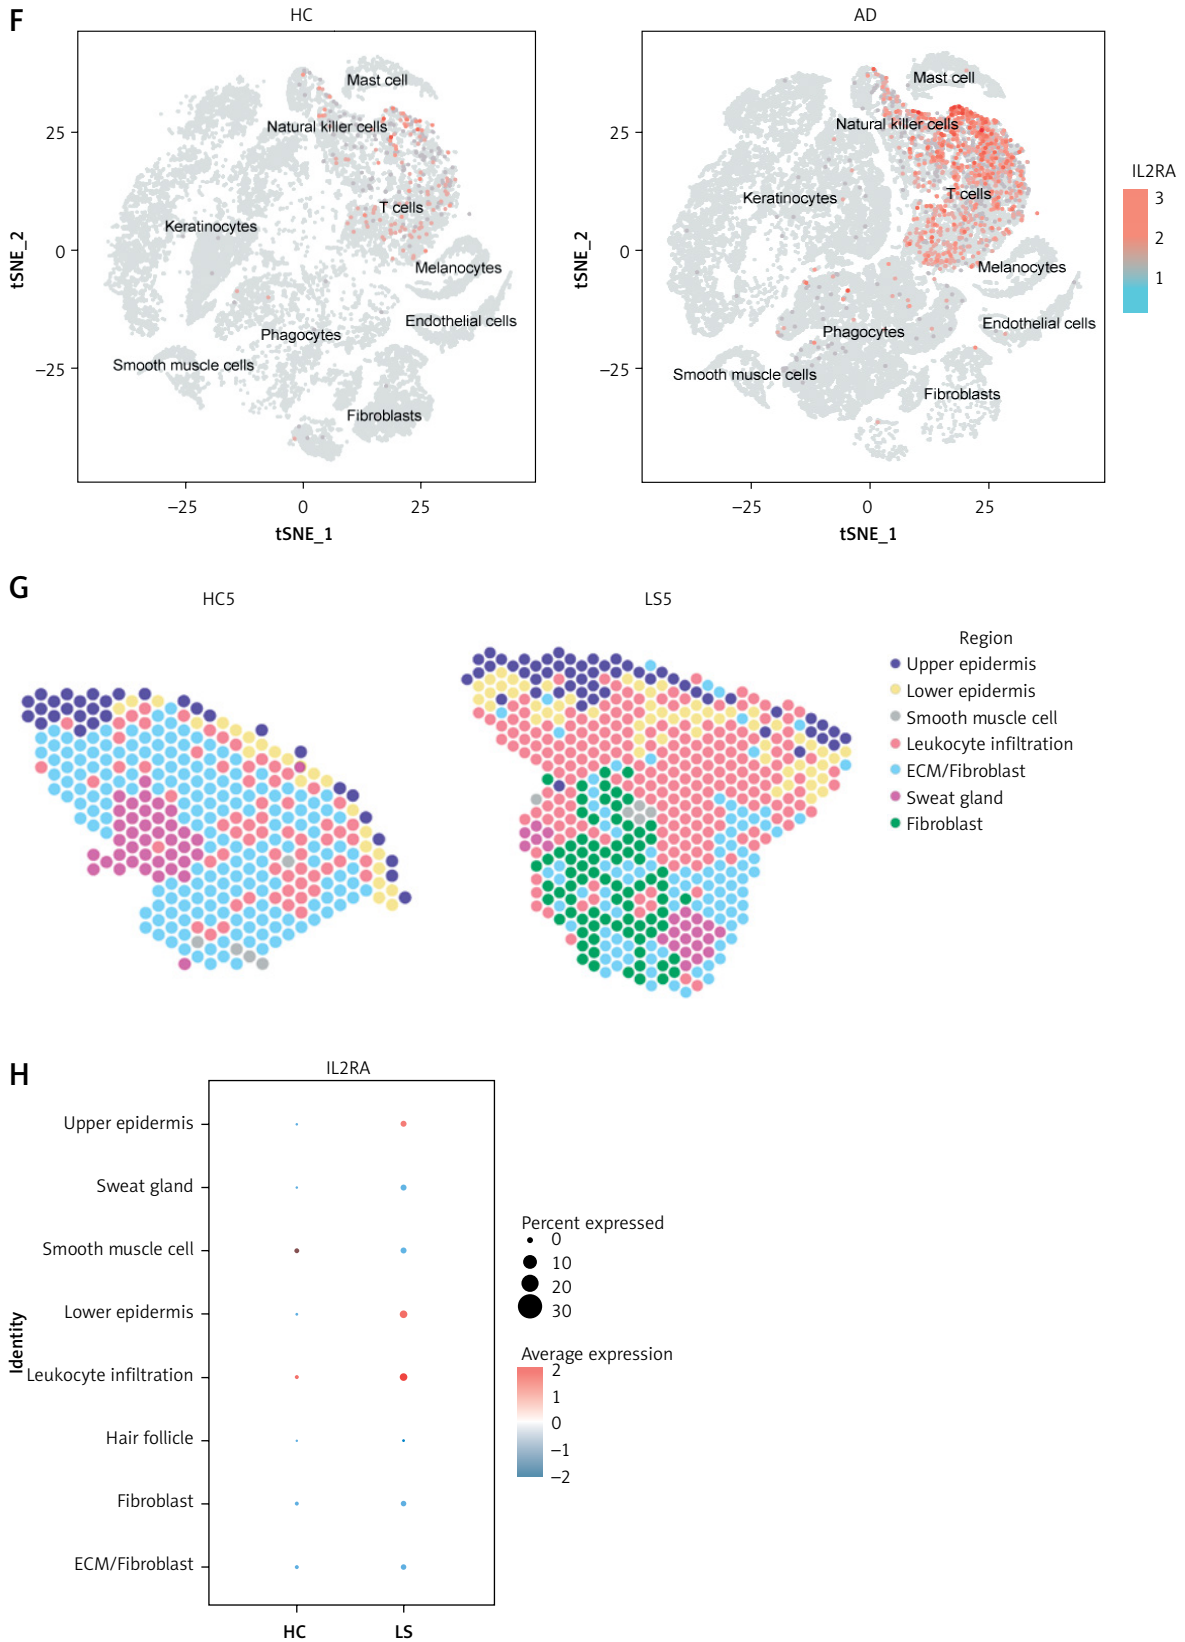 F
HC
AD
Mast cell
Natural killer cells
Keratinocytes
T cells
Melanocytes
Endothelial cells
Phagocytes
Smooth muscle cells
Fibroblasts
25
0
−25
tSNE_2
−25 0 25
tSNE_1
Mast cell
Natural killer cells
Keratinocytes
T cells
Melanocytes
Endothelial cells
Phagocytes
Smooth muscle cells
Fibroblasts
25
0
−25
tSNE_2
−25 0 25
tSNE_1
IL2RA
3
2
1
G
HC5
LS5
Region
Upper epidermis
Lower epidermis
Smooth muscle cell
Leukocyte infiltration
ECM/Fibroblast
Sweat gland
Fibroblast
H
IL2RA
Identity
Upper epidermis
Sweat gland
Smooth muscle cell
Lower epidermis
Leukocyte infiltration
Hair follicle
Fibroblast
ECM/Fibroblast
HC LS
Percent expressed
0
10
20
30
Average expression
2
1
0
−1
−2